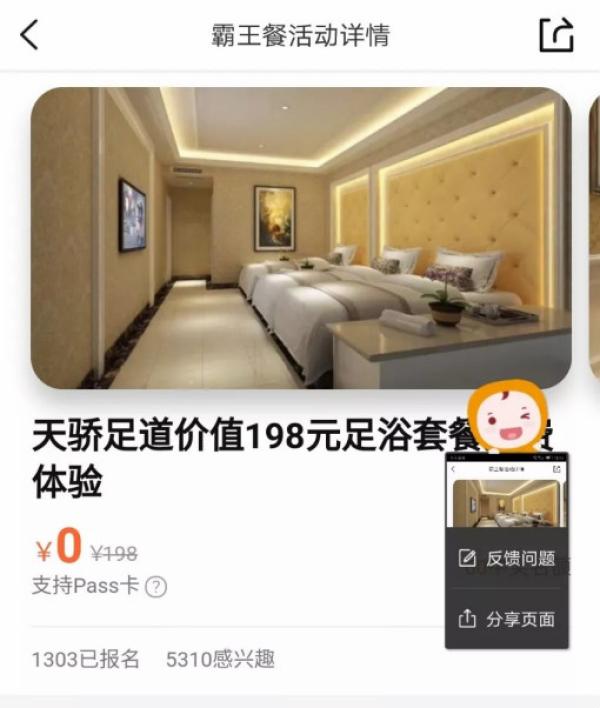 霸王餐活动详情
天骄足道价值198元足浴套餐费
体验
¥0 ¥198
支持Pass卡 ?
反馈问题
分享页面
1303已报名 5310感兴趣